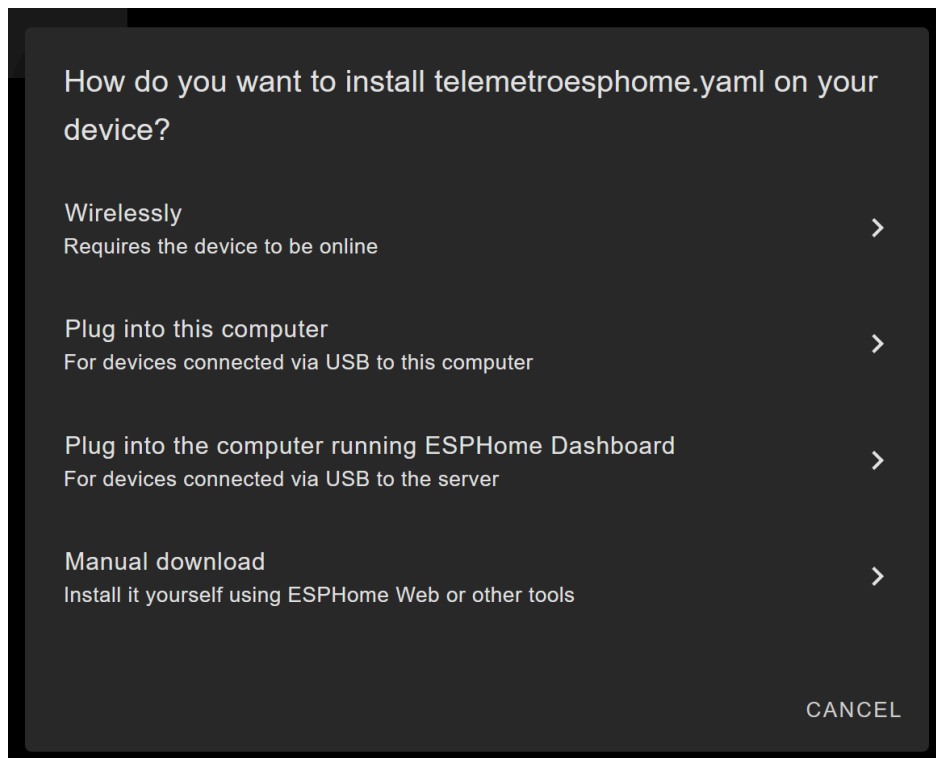 How do you want to install telemetroesphome.yaml on your
device?
Wirelessly
Requires the device to be online
Plug into this computer
For devices connected via USB to this computer
Plug into the computer running ESPHome Dashboard
For devices connected via USB to the server
Manual download
Install it yourself using ESPHome Web or other tools
CANCEL